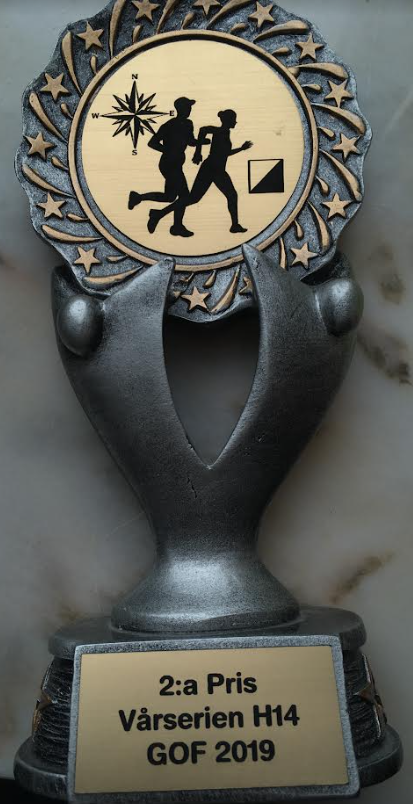 N
W E
S
2:a Pris
Vårserien H14
GOF 2019